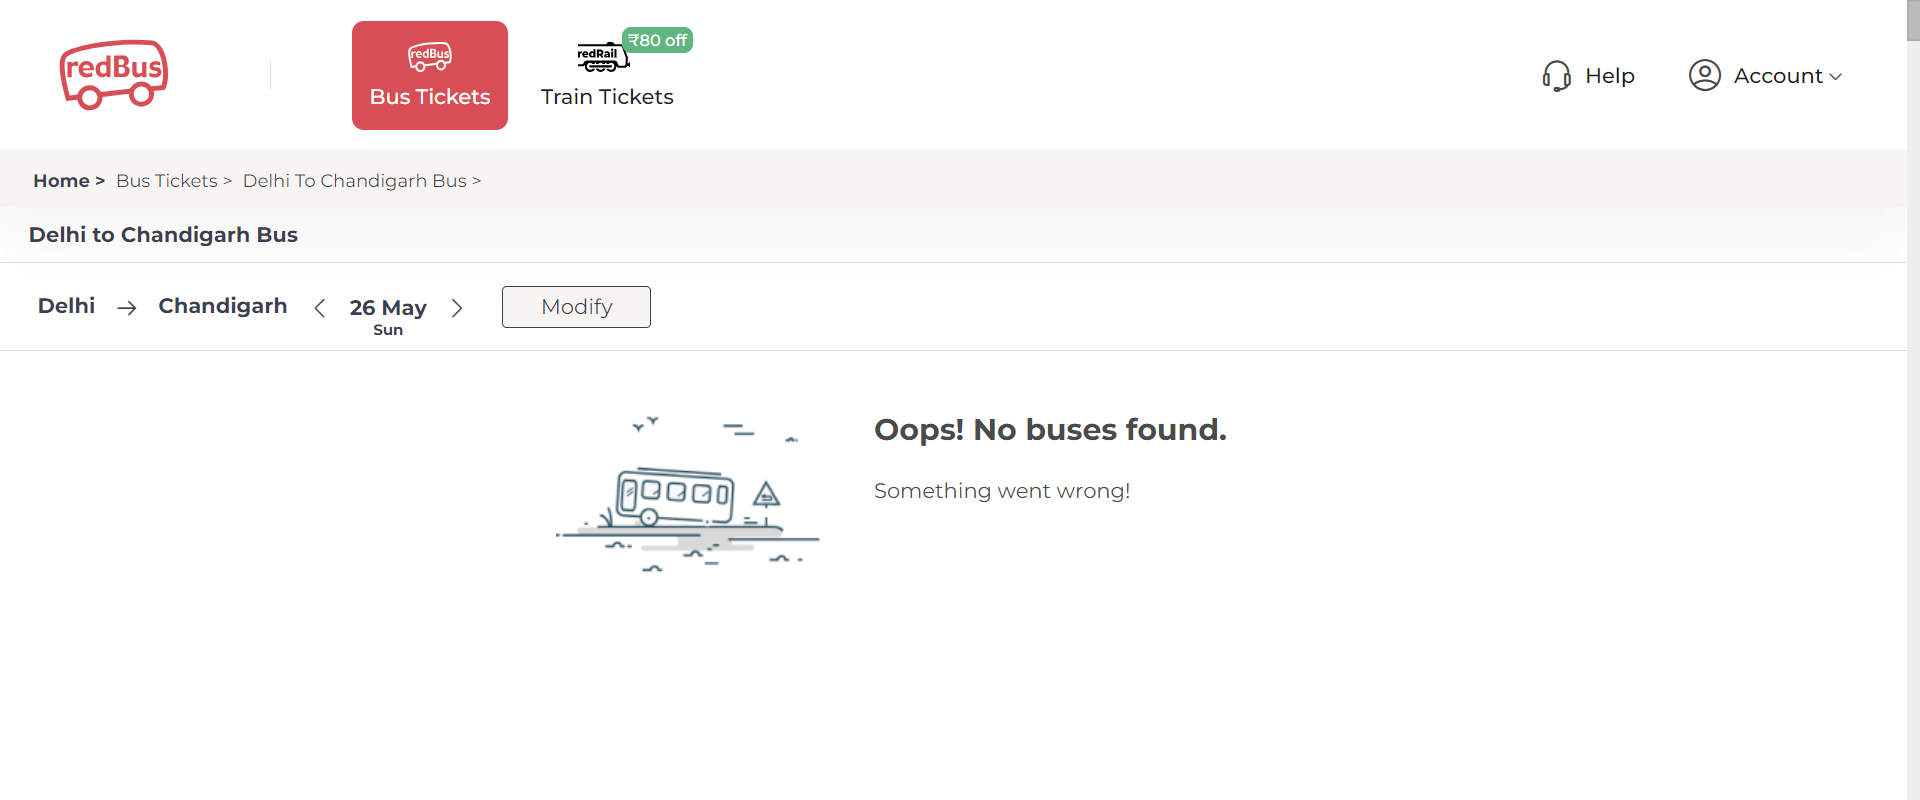 redBus
redBus
Bus Tickets
redRail
₹80 off
Train Tickets
Help
Account
Home > Bus Tickets > Delhi To Chandigarh Bus >
Delhi to Chandigarh Bus
Delhi → Chandigarh < 26 May > Modify
Sun
Oops! No buses found.
Something went wrong!